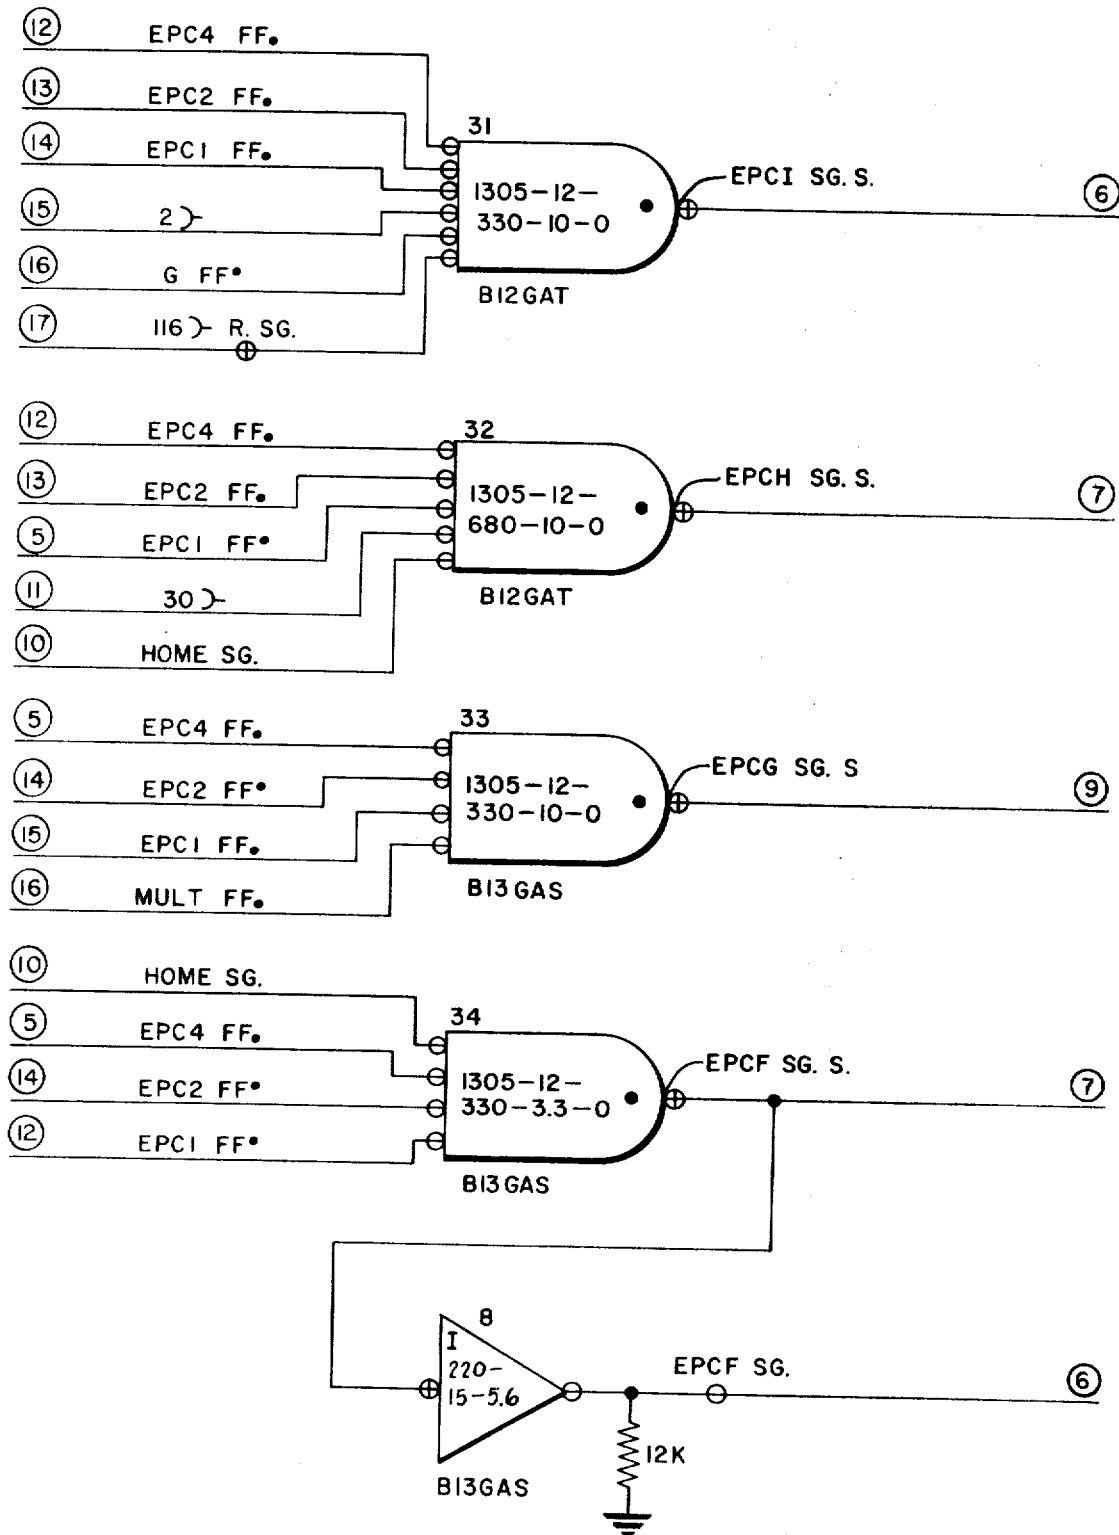 12 EPC4 FF.
13 EPC2 FF.
14 EPC1 FF.
15 2
16 G FF•
17 116 R. SG.
31
1305-12-
330-10-0
B12GAT
EPCI SG. S.
6
12 EPC4 FF.
13 EPC2 FF.
5 EPC1 FF•
11 30
10 HOME SG.
32
1305-12-
680-10-0
B12GAT
EPCH SG. S.
7
5 EPC4 FF.
14 EPC2 FF•
15 EPC1 FF.
16 MULT FF.
33
1305-12-
330-10-0
B13GAS
EPCG SG. S
9
10 HOME SG.
5 EPC4 FF.
14 EPC2 FF•
12 EPC1 FF•
34
1305-12-
330-3.3-0
B13GAS
EPCF SG. S.
7
8
I
220-
15-5.6
B13GAS
EPCF SG.
6
12K